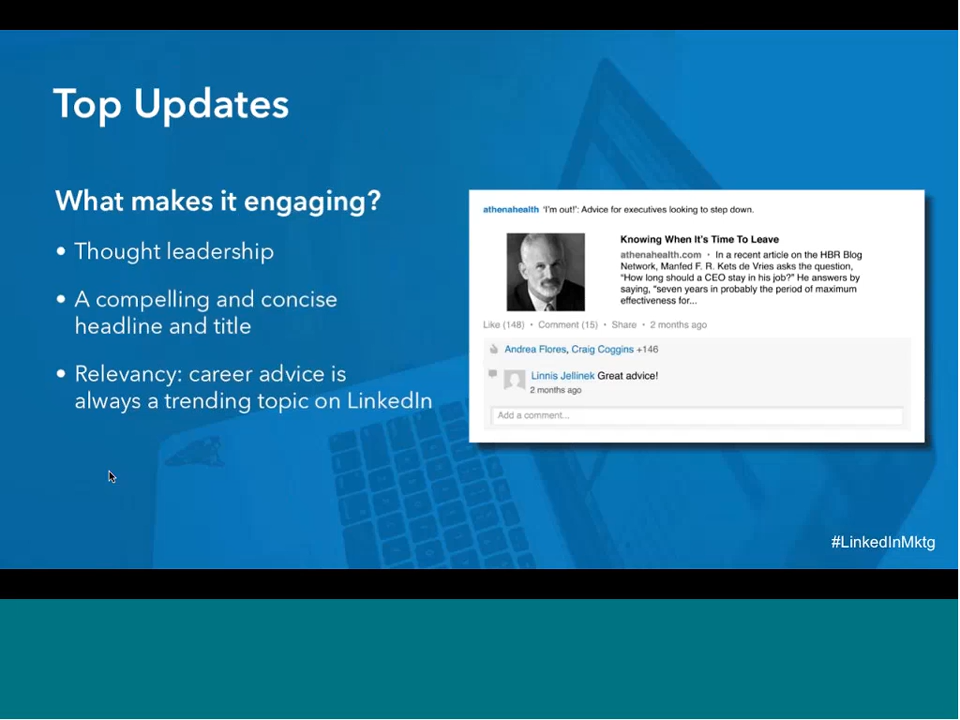 Top Updates
What makes it engaging?
• Thought leadership
• A compelling and concise
headline and title
• Relevancy: career advice is
always a trending topic on LinkedIn
athenahealth 'I'm out!': Advice for executives looking to step down.
Knowing When It's Time To Leave
athenahealth.com • In a recent article on the HBR Blog
Network, Manfed F. R. Kets de Vries asks the question,
"How long should a CEO stay in his job?" He answers by
saying, "seven years in probably the period of maximum
effectiveness for...
Like (148) • Comment (15) • Share • 2 months ago
Andrea Flores, Craig Coggins +146
Linnis Jellinek Great advice!
2 months ago
Add a comment...
#LinkedInMktg